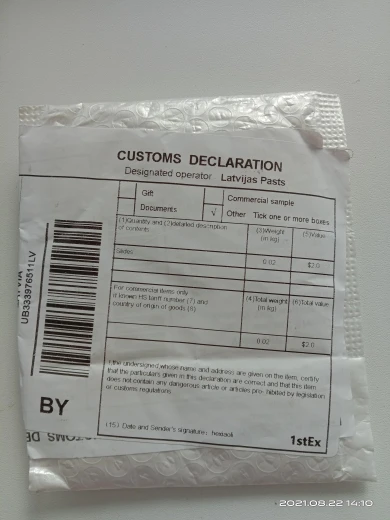 CUSTOMS DECLARATION
Designated operator Latvijas Pasts
Gift
Commercial sample
Documents
√ Other Tick one or more boxes
(1)Quantity and (2)detailed description of contents
(3)Weight (in kg)
(5)Value
0.02
$2.0
For commercial items only
If known HS tariff number (7) and
country of origin of goods (8)
(4)Total weight (in kg)
(6)Total value
0.02
$2.0
I,the undersigned,whose name and address are given on the item, certify
that the particulars given in this declaration are correct and that this item
does not contain any dangerous article or articles pro- hibited by legislation
or customs regulations.
(15) Date and Sender's signature:
1stEx
UB333976511LV
BY
2021.08.22 14:10